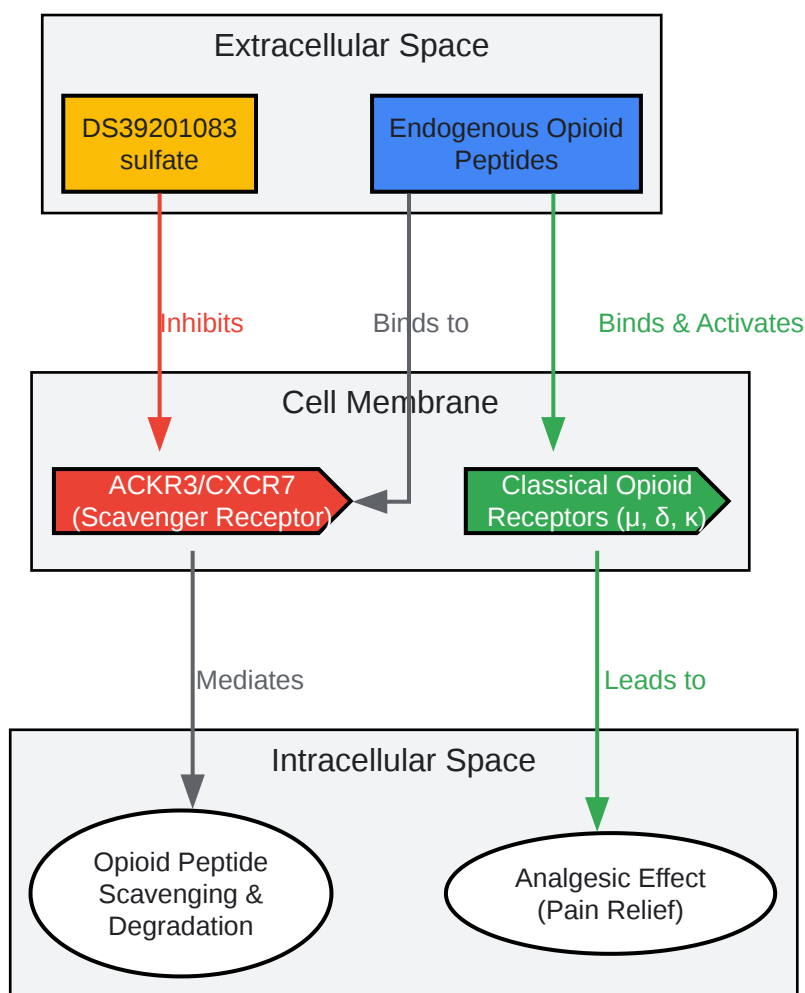 Extracellular Space
DS39201083
sulfate
Endogenous Opioid
Peptides
Inhibits
Binds to
Binds & Activates
Cell Membrane
ACKR3/CXCR7
(Scavenger Receptor)
Classical Opioid
Receptors (μ, δ, κ)
Mediates
Leads to
Intracellular Space
Opioid Peptide
Scavenging &
Degradation
Analgesic Effect
(Pain Relief)